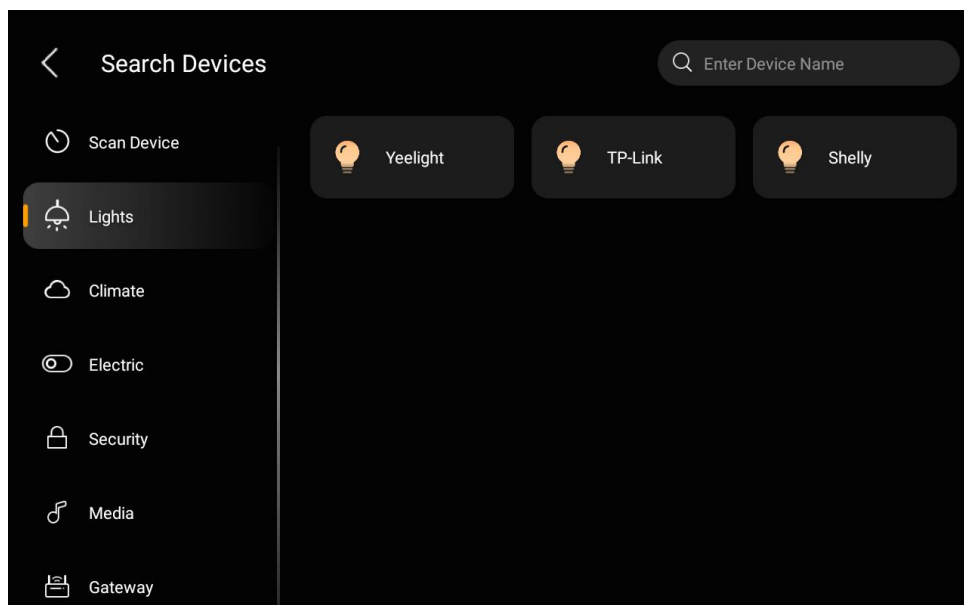 Search Devices
Enter Device Name
Scan Device
Lights
Climate
Electric
Security
Media
Gateway
Yeelight
TP-Link
Shelly